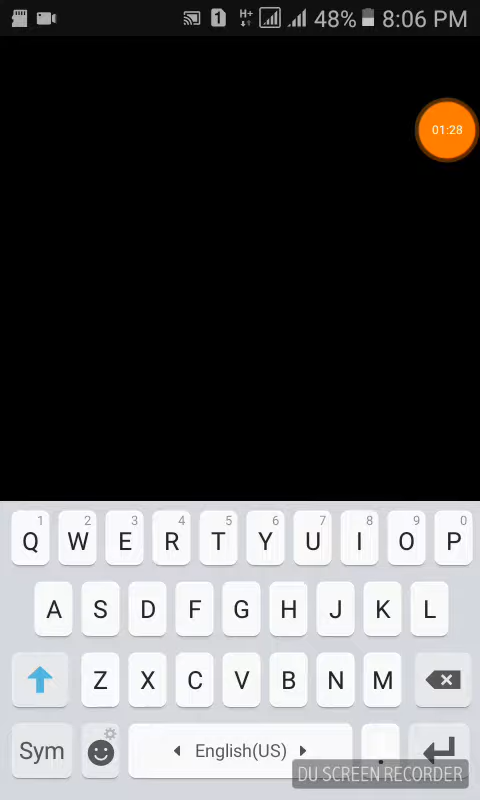 1 H+ 48% 8:06 PM
01:28
1 2 3 4 5 6 7 8 9 0
Q W E R T Y U I O P
A S D F G H J K L
Z X C V B N M
Sym English(US) .
DU SCREEN RECORDER